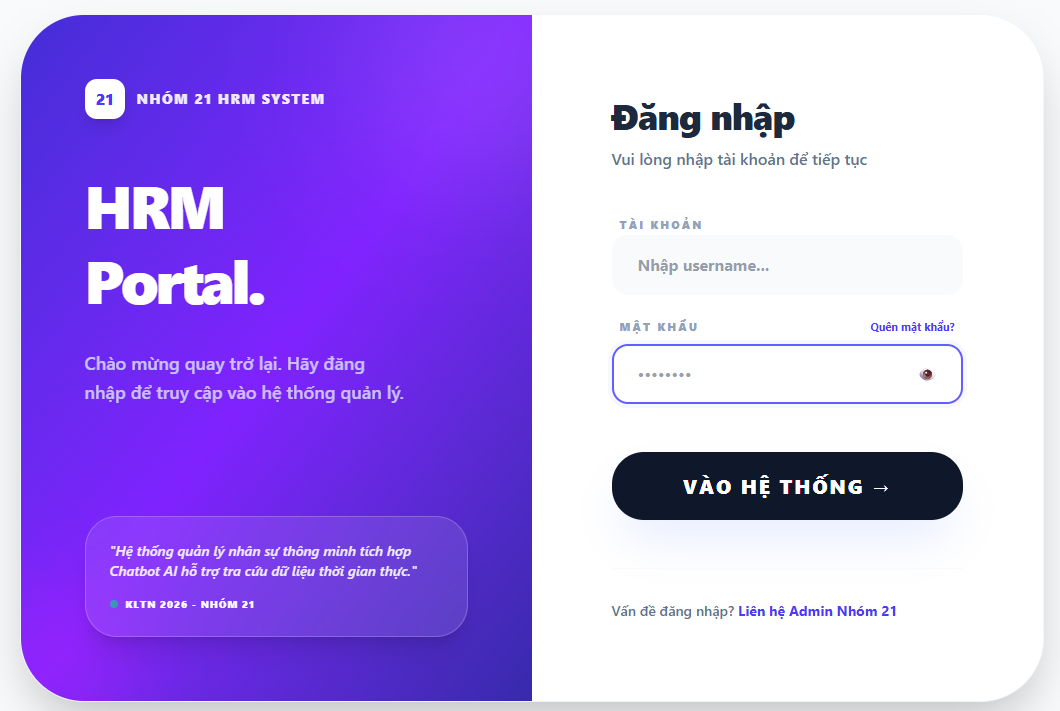 21 NHÓM 21 HRM SYSTEM
HRM
Portal.
Chào mừng quay trở lại. Hãy đăng
nhập để truy cập vào hệ thống quản lý.
"Hệ thống quản lý nhân sự thông minh tích hợp
Chatbot AI hỗ trợ tra cứu dữ liệu thời gian thực."
KLTN 2026 - NHÓM 21
Đăng nhập
Vui lòng nhập tài khoản để tiếp tục
TÀI KHOẢN
Nhập username...
MẬT KHẨU Quên mật khẩu?
••••••••
VÀO HỆ THỐNG →
Vấn đề đăng nhập? Liên hệ Admin Nhóm 21